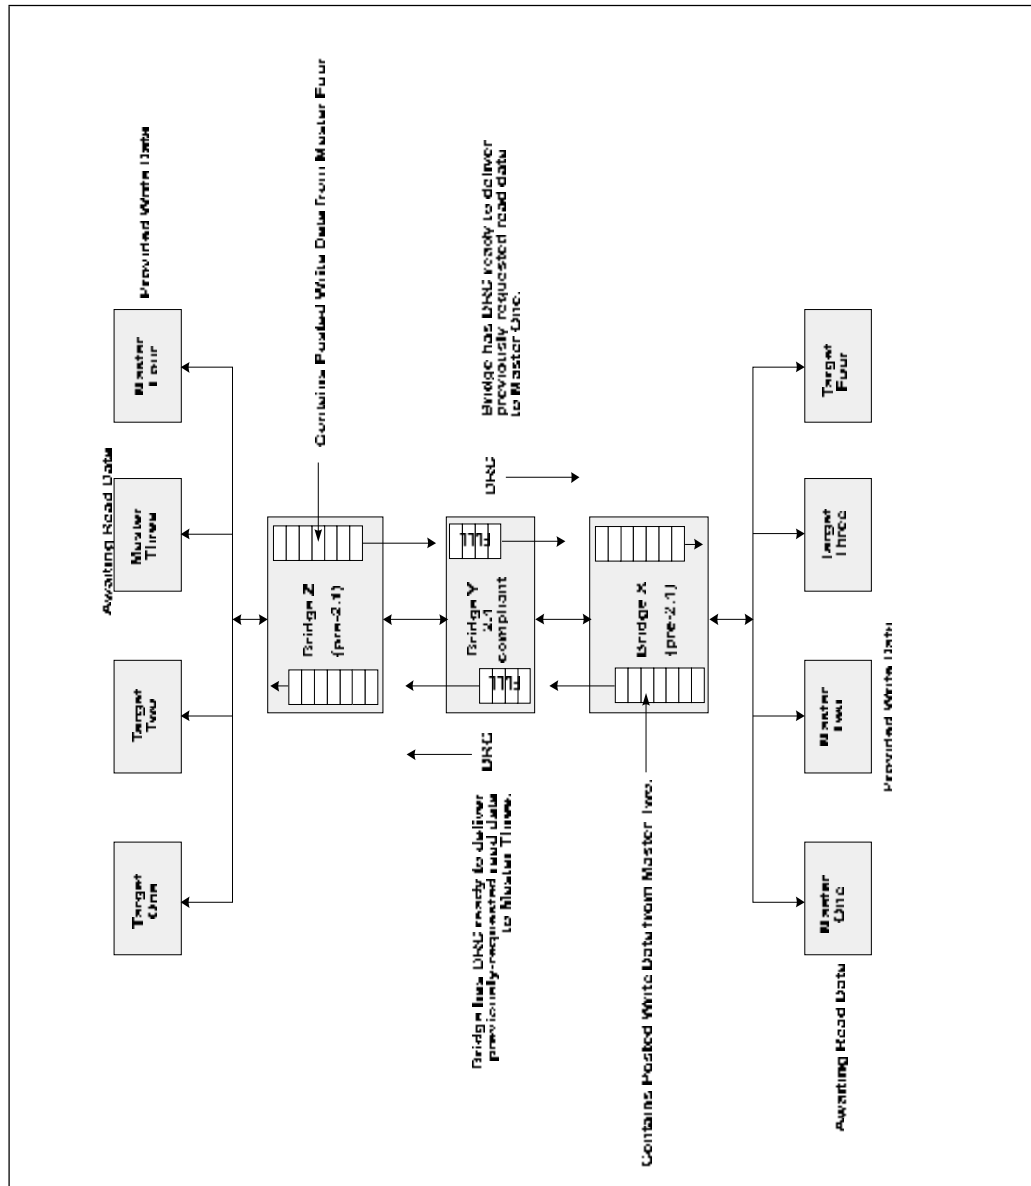 Target
One
Target
Two
Master
Three
Awaiting Read Data
Master
Four
Provided Write Data
Bridge Z
(pre-2.1)
Contains Posted Write Data from Master Four
Bridge has DRC ready to deliver
previously-requested read data
to Master Three.
DRC
FULL
Bridge Y
2.1
compliant
FULL
DRC
Bridge has DRC ready to deliver
previously requested read data
to Master One.
Contains Posted Write Data from Master Two.
Bridge X
(pre-2.1)
Awaiting Read Data
Master
One
Master
Two
Provided Write Data
Target
Three
Target
Four